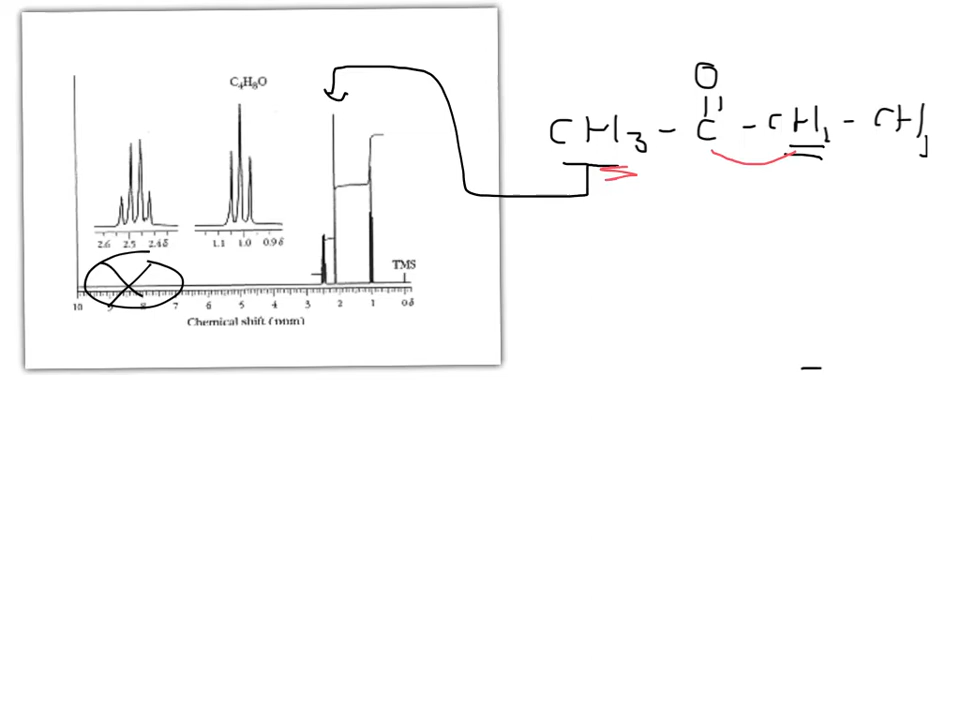 C₄H₈O
2.6 2.5 2.4δ
1.1 1.0 0.9δ
TMS
10 9 8 7 6 5 4 3 2 1 0δ
Chemical shift (ppm)
O
CH3 - C - CH2 - CH3